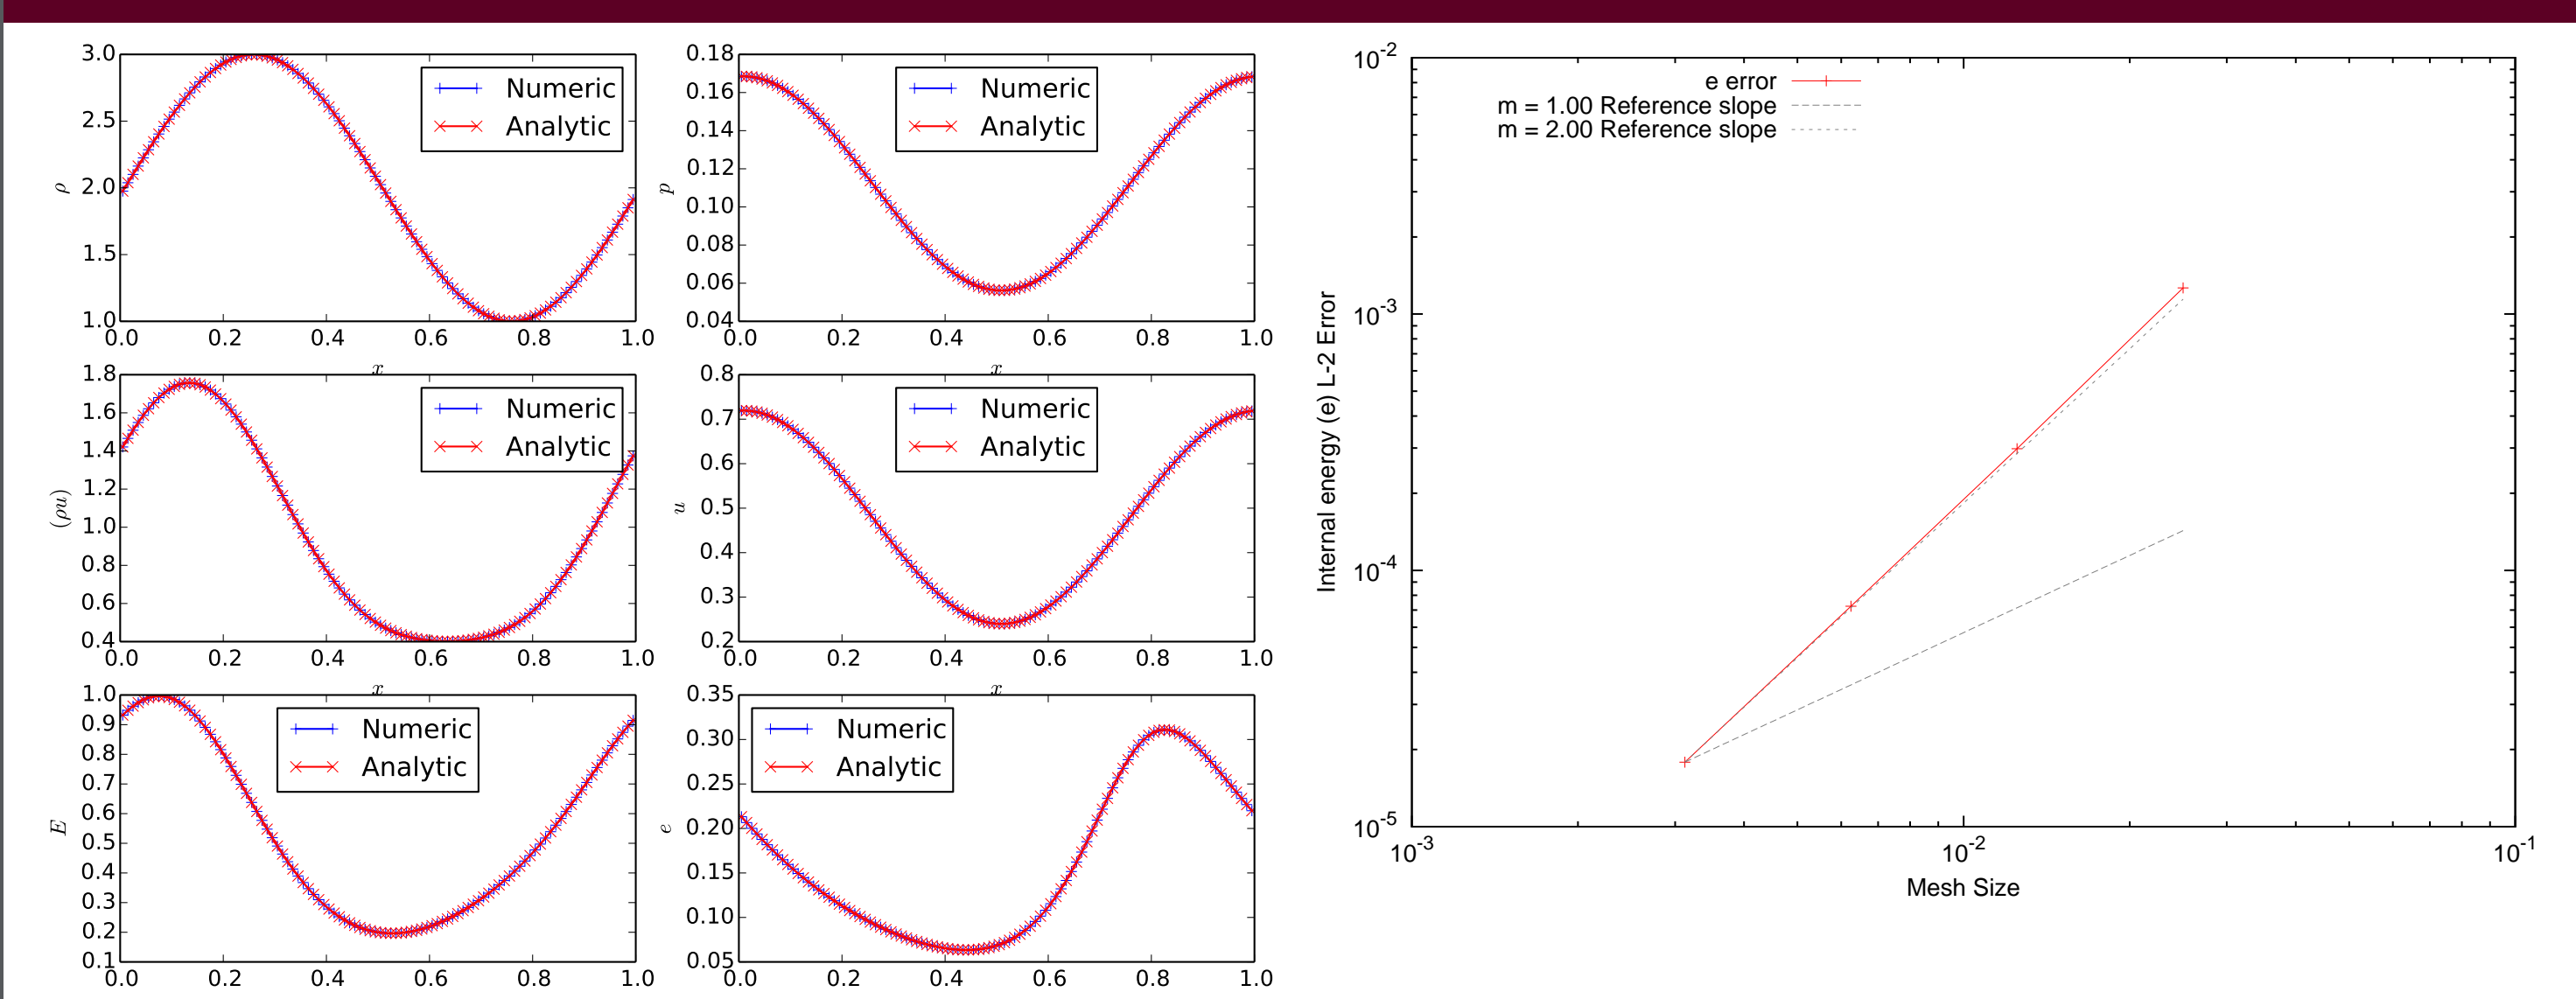 3.0
2.5
2.0
1.5
1.0
ρ
Numeric
Analytic
0.0 0.2 0.4 0.6 0.8 1.0
x
0.18
0.16
0.14
0.12
0.10
0.08
0.06
0.04
p
Numeric
Analytic
0.0 0.2 0.4 0.6 0.8 1.0
x
1.8
1.6
1.4
1.2
1.0
0.8
0.6
0.4
(ρu)
Numeric
Analytic
0.0 0.2 0.4 0.6 0.8 1.0
x
0.8
0.7
0.6
0.5
0.4
0.3
0.2
u
Numeric
Analytic
0.0 0.2 0.4 0.6 0.8 1.0
x
1.0
0.9
0.8
0.7
0.6
0.5
0.4
0.3
0.2
0.1
E
Numeric
Analytic
0.0 0.2 0.4 0.6 0.8 1.0
0.35
0.30
0.25
0.20
0.15
0.10
0.05
e
Numeric
Analytic
0.0 0.2 0.4 0.6 0.8 1.0
10-2
10-3
10-4
10-5
Internal energy (e) L-2 Error
e error
m = 1.00 Reference slope
m = 2.00 Reference slope
10-3 10-2 10-1
Mesh Size